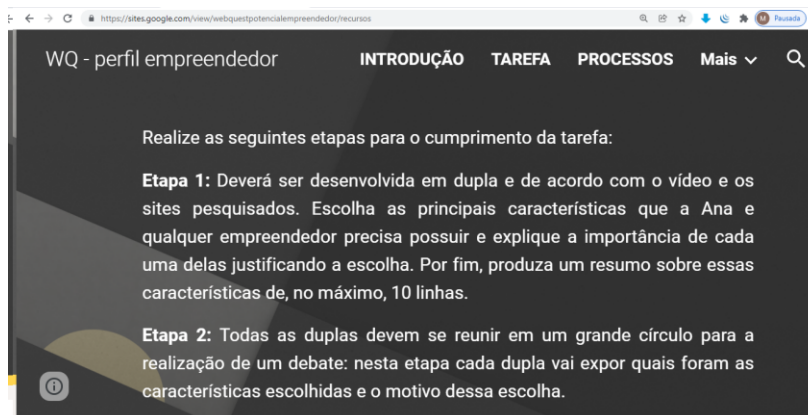 https://sites.google.com/view/webquestpotencialempreendedor/recursos
M Pausada
WQ - perfil empreendedor INTRODUÇÃO TAREFA PROCESSOS Mais
Realize as seguintes etapas para o cumprimento da tarefa:
Etapa 1: Deverá ser desenvolvida em dupla e de acordo com o vídeo e os
sites pesquisados. Escolha as principais características que a Ana e
qualquer empreendedor precisa possuir e explique a importância de cada
uma delas justificando a escolha. Por fim, produza um resumo sobre essas
características de, no máximo, 10 linhas.
Etapa 2: Todas as duplas devem se reunir em um grande círculo para a
realização de um debate: nesta etapa cada dupla vai expor quais foram as
características escolhidas e o motivo dessa escolha.